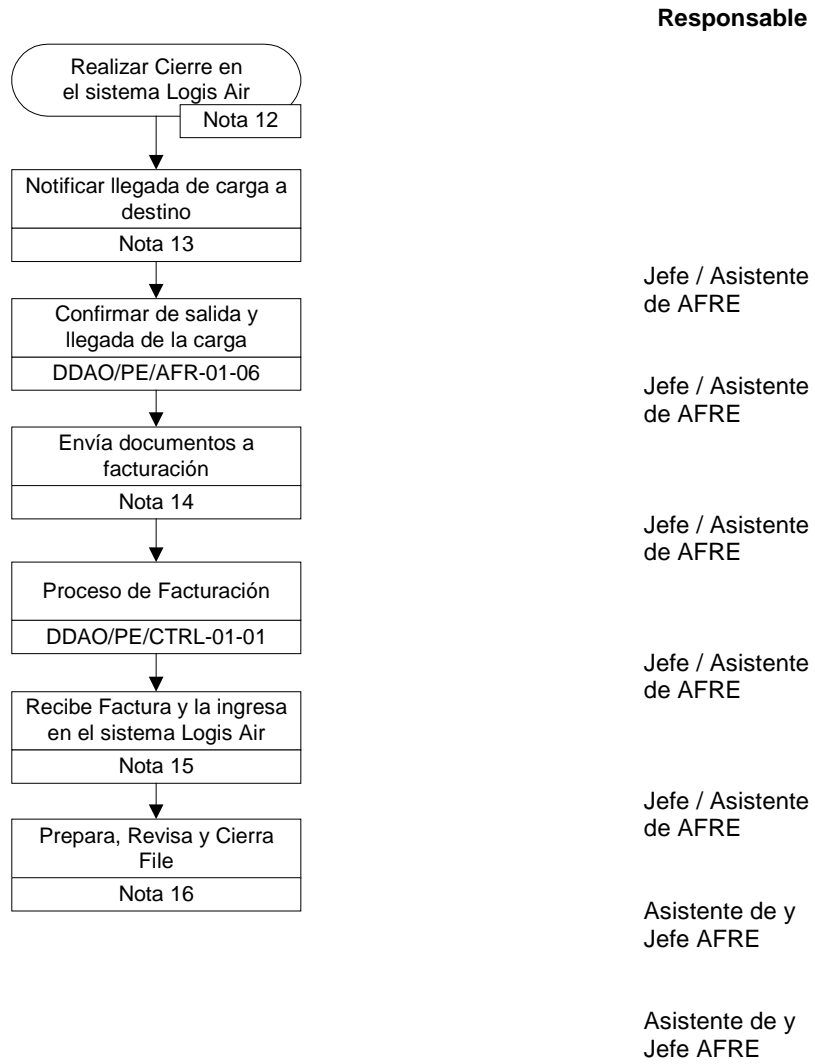 Responsable
Realizar Cierre en
el sistema Logis Air
Nota 12
Notificar llegada de carga a
destino
Nota 13
Jefe / Asistente
de AFRE
Confirmar de salida y
llegada de la carga
DDAO/PE/AFR-01-06
Jefe / Asistente
de AFRE
Envía documentos a
facturación
Nota 14
Jefe / Asistente
de AFRE
Proceso de Facturación
DDAO/PE/CTRL-01-01
Jefe / Asistente
de AFRE
Recibe Factura y la ingresa
en el sistema Logis Air
Nota 15
Jefe / Asistente
de AFRE
Prepara, Revisa y Cierra
File
Nota 16
Asistente de y
Jefe AFRE
Asistente de y
Jefe AFRE